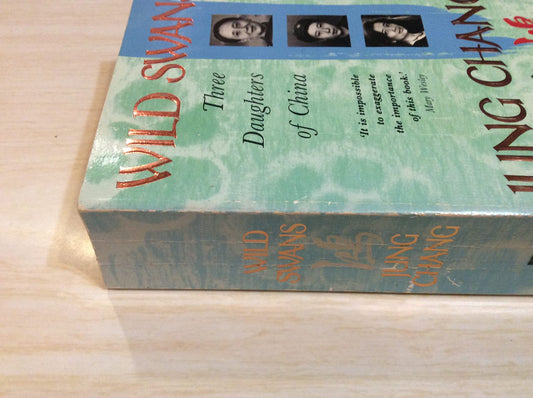 WILD SWAN
Three
Daughters
of China
'It is impossible
to exaggerate
the importance
of this book.'
Mary Wesley
JUNG CHANG
WILD
SWANS
JUNG
CHANG